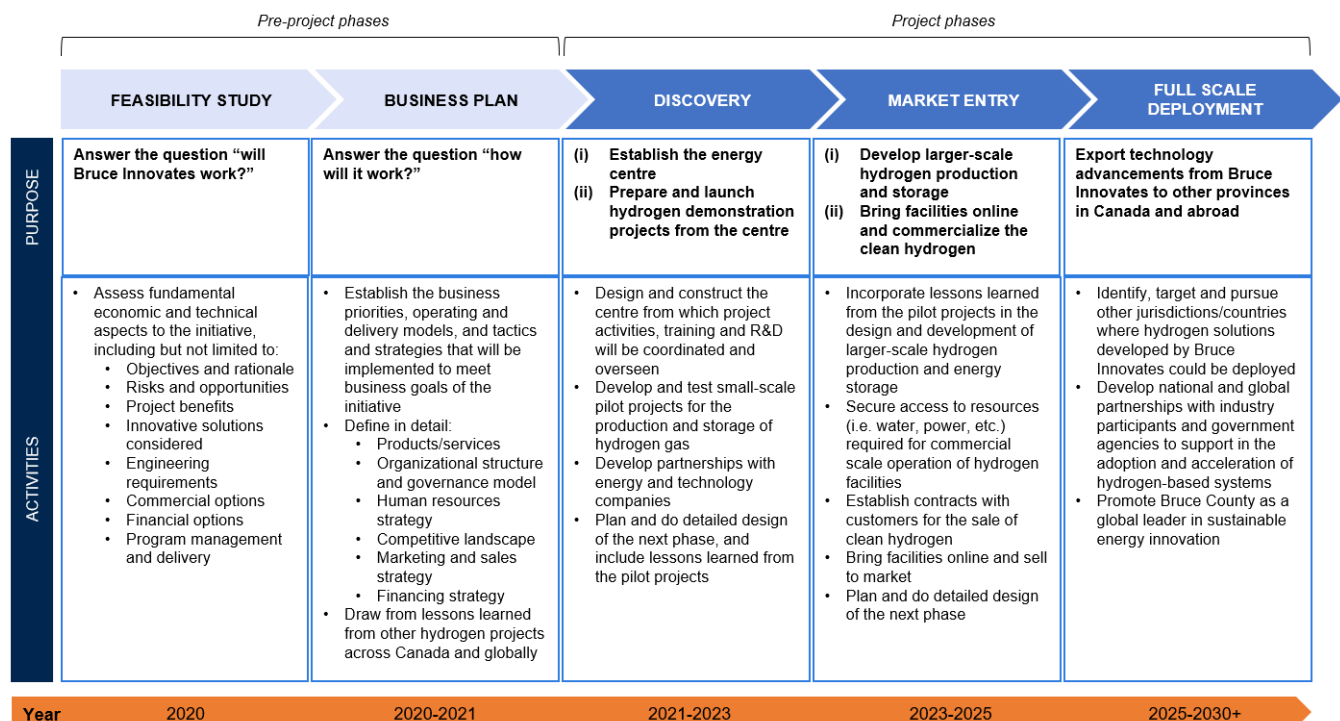 Pre-project phases
Project phases
FEASIBILITY STUDY
BUSINESS PLAN
DISCOVERY
MARKET ENTRY
FULL SCALE
DEPLOYMENT
PURPOSE
Answer the question “will
Bruce Innovates work?”
Answer the question “how
will it work?”
(i) Establish the energy
centre
(ii) Prepare and launch
hydrogen demonstration
projects from the centre
(i) Develop larger-scale
hydrogen production
and storage
(ii) Bring facilities online
and commercialize the
clean hydrogen
Export technology
advancements from Bruce
Innovates to other provinces
in Canada and abroad
ACTIVITIES
• Assess fundamental
economic and technical
aspects to the initiative,
including but not limited to:
• Objectives and rationale
• Risks and opportunities
• Project benefits
• Innovative solutions
considered
• Engineering
requirements
• Commercial options
• Financial options
• Program management
and delivery
• Establish the business
priorities, operating and
delivery models, and tactics
and strategies that will be
implemented to meet
business goals of the
initiative
• Define in detail:
• Products/services
• Organizational structure
and governance model
• Human resources
strategy
• Competitive landscape
• Marketing and sales
strategy
• Financing strategy
• Draw from lessons learned
from other hydrogen projects
across Canada and globally
• Design and construct the
centre from which project
activities, training and R&D
will be coordinated and
overseen
• Develop and test small-scale
pilot projects for the
production and storage of
hydrogen gas
• Develop partnerships with
energy and technology
companies
• Plan and do detailed design
of the next phase, and
include lessons learned from
the pilot projects
• Incorporate lessons learned
from the pilot projects in the
design and development of
larger-scale hydrogen
production and energy
storage
• Secure access to resources
(i.e. water, power, etc.)
required for commercial
scale operation of hydrogen
facilities
• Establish contracts with
customers for the sale of
clean hydrogen
• Bring facilities online and sell
to market
• Plan and do detailed design
of the next phase
• Identify, target and pursue
other jurisdictions/countries
where hydrogen solutions
developed by Bruce
Innovates could be deployed
• Develop national and global
partnerships with industry
participants and government
agencies to support in the
adoption and acceleration of
hydrogen-based systems
• Promote Bruce County as a
global leader in sustainable
energy innovation
Year
2020
2020-2021
2021-2023
2023-2025
2025-2030+